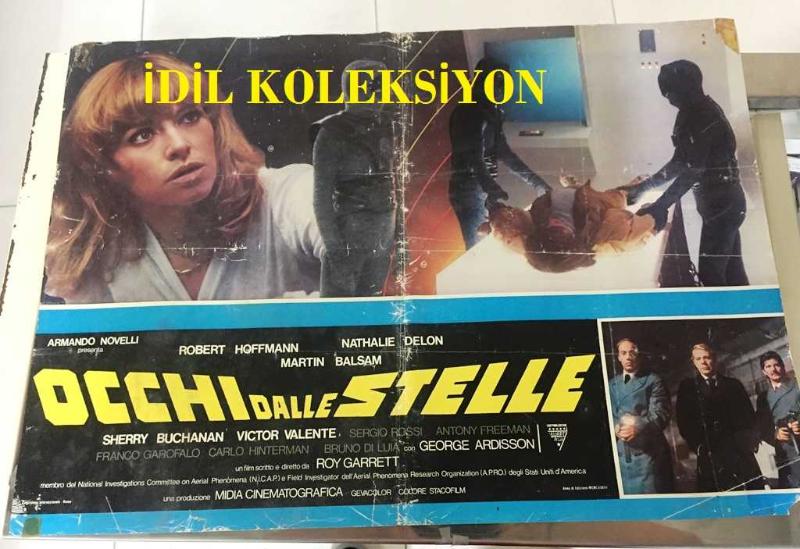 İDİL KOLEKSİYON
ARMANDO NOVELLI
presenta
ROBERT HOFFMANN
NATHALIE DELON
MARTIN BALSAM
OCCHI DALLE STELLE
SHERRY BUCHANAN VICTOR VALENTE, SERGIO ROSSI ANTONY FREEMAN
FRANCO GAROFALO CARLO HINTERMAN BRUNO DI LUIA con GEORGE ARDISSON
un film scritto e diretto da ROY GARRETT
membro del National Investigations Committee on Aerial Phenomena (N.I.C.A.P.) e Field Investigator dell'Aerial Phenomena Research Organization (A.P.R.O.) degli Stati Uniti d'America
una produzione MIDIA CINEMATOGRAFICA GEVACOLOR COLORE STACOFILM